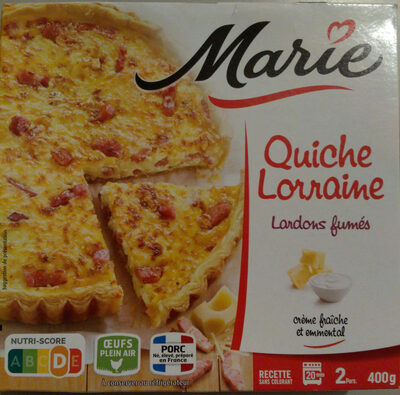 Marie
Quiche
Lorraine
Lardons fumés
crème fraîche
et emmental
Suggestion de présentation
NUTRI-SCORE
A B C D E
ŒUFS
PLEIN AIR
PORC
Né, élevé, préparé
en France
À conserver au réfrigérateur
RECETTE
SANS COLORANT
20
2 Pers.
400g